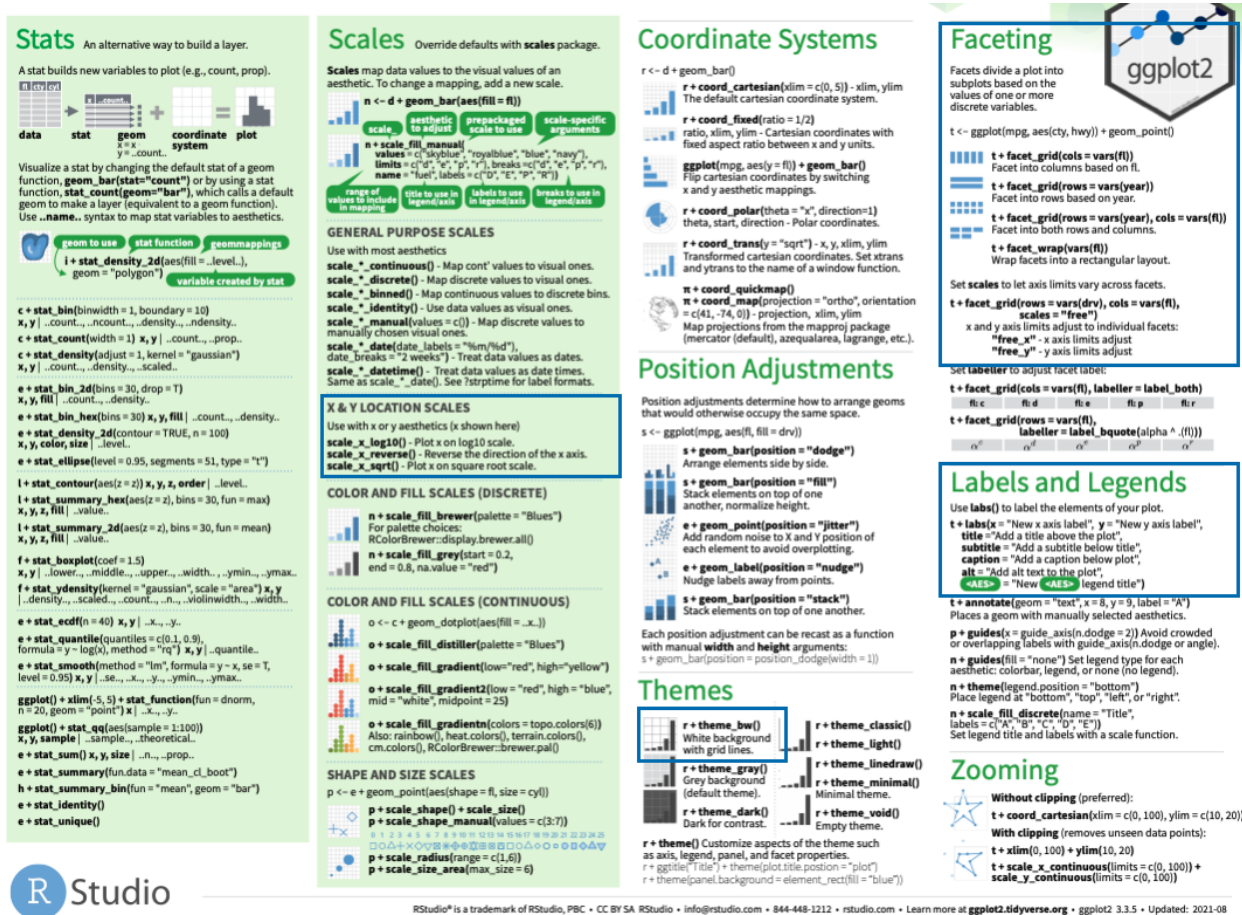 Stats An alternative way to build a layer.
A stat builds new variables to plot (e.g., count, prop).
fl cty cyl
x ..count..
data stat geom coordinate plot
x = x system
y = ..count..
Visualize a stat by changing the default stat of a geom
function, geom_bar(stat="count") or by using a stat
function, stat_count(geom="bar"), which calls a default
geom to make a layer (equivalent to a geom function).
Use ..name.. syntax to map stat variables to aesthetics.
geom to use stat function geommappings
i + stat_density_2d(aes(fill = ..level..),
geom = "polygon")
variable created by stat
c + stat_bin(binwidth = 1, boundary = 10)
x, y | ..count.., ..ncount.., ..density.., ..ndensity..
c + stat_count(width = 1) x, y | ..count.., ..prop..
c + stat_density(adjust = 1, kernel = "gaussian")
x, y | ..count.., ..density.., ..scaled..
e + stat_bin_2d(bins = 30, drop = T)
x, y, fill | ..count.., ..density..
e + stat_bin_hex(bins = 30) x, y, fill | ..count.., ..density..
e + stat_density_2d(contour = TRUE, n = 100)
x, y, color, size | ..level..
e + stat_ellipse(level = 0.95, segments = 51, type = "t")
l + stat_contour(aes(z = z)) x, y, z, order | ..level..
l + stat_summary_hex(aes(z = z), bins = 30, fun = max)
x, y, z, fill | ..value..
l + stat_summary_2d(aes(z = z), bins = 30, fun = mean)
x, y, z, fill | ..value..
f + stat_boxplot(coef = 1.5)
x, y | ..lower.., ..middle.., ..upper.., ..width.. , ..ymin.., ..ymax..
f + stat_ydensity(kernel = "gaussian", scale = "area") x, y
| ..density.., ..scaled.., ..count.., ..n.., ..violinwidth.., ..width..
e + stat_ecdf(n = 40) x, y | ..x.., ..y..
e + stat_quantile(quantiles = c(0.1, 0.9),
formula = y ~ log(x), method = "rq") x, y | ..quantile..
e + stat_smooth(method = "lm", formula = y ~ x, se = T,
level = 0.95) x, y | ..se.., ..x.., ..y.., ..ymin.., ..ymax..
ggplot() + xlim(-5, 5) + stat_function(fun = dnorm,
n = 20, geom = "point") x | ..x.., ..y..
ggplot() + stat_qq(aes(sample = 1:100))
x, y, sample | ..sample.., ..theoretical..
e + stat_sum() x, y, size | ..n.., ..prop..
e + stat_summary(fun.data = "mean_cl_boot")
h + stat_summary_bin(fun = "mean", geom = "bar")
e + stat_identity()
e + stat_unique()
Scales Override defaults with scales package.
Scales map data values to the visual values of an
aesthetic. To change a mapping, add a new scale.
n <- d + geom_bar(aes(fill = fl))
scale_ aesthetic to adjust prepackaged scale to use scale-specific arguments
n + scale_fill_manual(
values = c("skyblue", "royalblue", "blue", "navy"),
limits = c("d", "e", "p", "r"), breaks =c("d", "e", "p", "r"),
name = "fuel", labels = c("D", "E", "P", "R"))
range of values to include in mapping title to use in legend/axis labels to use in legend/axis breaks to use in legend/axis
GENERAL PURPOSE SCALES
Use with most aesthetics
scale_*_continuous() - Map cont' values to visual ones.
scale_*_discrete() - Map discrete values to visual ones.
scale_*_binned() - Map continuous values to discrete bins.
scale_*_identity() - Use data values as visual ones.
scale_*_manual(values = c()) - Map discrete values to
manually chosen visual ones.
scale_*_date(date_labels = "%m/%d"),
date_breaks = "2 weeks") - Treat data values as dates.
scale_*_datetime() - Treat data values as date times.
Same as scale_*_date(). See ?strptime for label formats.
X & Y LOCATION SCALES
Use with x or y aesthetics (x shown here)
scale_x_log10() - Plot x on log10 scale.
scale_x_reverse() - Reverse the direction of the x axis.
scale_x_sqrt() - Plot x on square root scale.
COLOR AND FILL SCALES (DISCRETE)
n + scale_fill_brewer(palette = "Blues")
For palette choices:
RColorBrewer::display.brewer.all()
n + scale_fill_grey(start = 0.2,
end = 0.8, na.value = "red")
COLOR AND FILL SCALES (CONTINUOUS)
o <- c + geom_dotplot(aes(fill = ..x..))
o + scale_fill_distiller(palette = "Blues")
o + scale_fill_gradient(low="red", high="yellow")
o + scale_fill_gradient2(low = "red", high = "blue",
mid = "white", midpoint = 25)
o + scale_fill_gradientn(colors = topo.colors(6))
Also: rainbow(), heat.colors(), terrain.colors(),
cm.colors(), RColorBrewer::brewer.pal()
SHAPE AND SIZE SCALES
p <- e + geom_point(aes(shape = fl, size = cyl))
p + scale_shape() + scale_size()
p + scale_shape_manual(values = c(3:7))
0 1 2 3 4 5 6 7 8 9 10 11 12 13 14 15 16 17 18 19 20 21 22 23 24 25
p + scale_radius(range = c(1,6))
p + scale_size_area(max_size = 6)
Coordinate Systems
r <- d + geom_bar()
r + coord_cartesian(xlim = c(0, 5)) - xlim, ylim
The default cartesian coordinate system.
r + coord_fixed(ratio = 1/2)
ratio, xlim, ylim - Cartesian coordinates with
fixed aspect ratio between x and y units.
ggplot(mpg, aes(y = fl)) + geom_bar()
Flip cartesian coordinates by switching
x and y aesthetic mappings.
r + coord_polar(theta = "x", direction=1)
theta, start, direction - Polar coordinates.
r + coord_trans(y = "sqrt") - x, y, xlim, ylim
Transformed cartesian coordinates. Set xtrans
and ytrans to the name of a window function.
π + coord_quickmap()
π + coord_map(projection = "ortho", orientation
= c(41, -74, 0)) - projection, xlim, ylim
Map projections from the mapproj package
(mercator (default), azequalarea, lagrange, etc.).
Position Adjustments
Position adjustments determine how to arrange geoms
that would otherwise occupy the same space.
s <- ggplot(mpg, aes(fl, fill = drv))
s + geom_bar(position = "dodge")
Arrange elements side by side.
s + geom_bar(position = "fill")
Stack elements on top of one
another, normalize height.
e + geom_point(position = "jitter")
Add random noise to X and Y position of
each element to avoid overplotting.
e + geom_label(position = "nudge")
Nudge labels away from points.
s + geom_bar(position = "stack")
Stack elements on top of one another.
Each position adjustment can be recast as a function
with manual width and height arguments:
s + geom_bar(position = position_dodge(width = 1))
Themes
r + theme_bw()
White background
with grid lines.
r + theme_gray()
Grey background
(default theme).
r + theme_dark()
Dark for contrast.
r + theme_classic()
r + theme_light()
r + theme_linedraw()
r + theme_minimal()
Minimal theme.
r + theme_void()
Empty theme.
r + theme() Customize aspects of the theme such
as axis, legend, panel, and facet properties.
r + ggtitle("Title") + theme(plot.title.postion = "plot")
r + theme(panel.background = element_rect(fill = "blue"))
Faceting
ggplot2
Facets divide a plot into
subplots based on the
values of one or more
discrete variables.
t <- ggplot(mpg, aes(cty, hwy)) + geom_point()
t + facet_grid(cols = vars(fl))
Facet into columns based on fl.
t + facet_grid(rows = vars(year))
Facet into rows based on year.
t + facet_grid(rows = vars(year), cols = vars(fl))
Facet into both rows and columns.
t + facet_wrap(vars(fl))
Wrap facets into a rectangular layout.
Set scales to let axis limits vary across facets.
t + facet_grid(rows = vars(drv), cols = vars(fl),
scales = "free")
x and y axis limits adjust to individual facets:
"free_x" - x axis limits adjust
"free_y" - y axis limits adjust
Set labeller to adjust facet label:
t + facet_grid(cols = vars(fl), labeller = label_both)
fl: c fl: d fl: e fl: p fl: r
t + facet_grid(rows = vars(fl),
labeller = label_bquote(alpha ^ .(fl)))
α^c α^d α^e α^p α^r
Labels and Legends
Use labs() to label the elements of your plot.
t + labs(x = "New x axis label", y = "New y axis label",
title ="Add a title above the plot",
subtitle = "Add a subtitle below title",
caption = "Add a caption below plot",
alt = "Add alt text to the plot",
<AES> = "New <AES> legend title")
t + annotate(geom = "text", x = 8, y = 9, label = "A")
Places a geom with manually selected aesthetics.
p + guides(x = guide_axis(n.dodge = 2)) Avoid crowded
or overlapping labels with guide_axis(n.dodge or angle).
n + guides(fill = "none") Set legend type for each
aesthetic: colorbar, legend, or none (no legend).
n + theme(legend.position = "bottom")
Place legend at "bottom", "top", "left", or "right".
n + scale_fill_discrete(name = "Title",
labels = c("A", "B", "C", "D", "E"))
Set legend title and labels with a scale function.
Zooming
Without clipping (preferred):
t + coord_cartesian(xlim = c(0, 100), ylim = c(10, 20))
With clipping (removes unseen data points):
t + xlim(0, 100) + ylim(10, 20)
t + scale_x_continuous(limits = c(0, 100)) +
scale_y_continuous(limits = c(0, 100))
R Studio
RStudio® is a trademark of RStudio, PBC • CC BY SA RStudio • info@rstudio.com • 844-448-1212 • rstudio.com • Learn more at ggplot2.tidyverse.org • ggplot2 3.3.5 • Updated: 2021-08